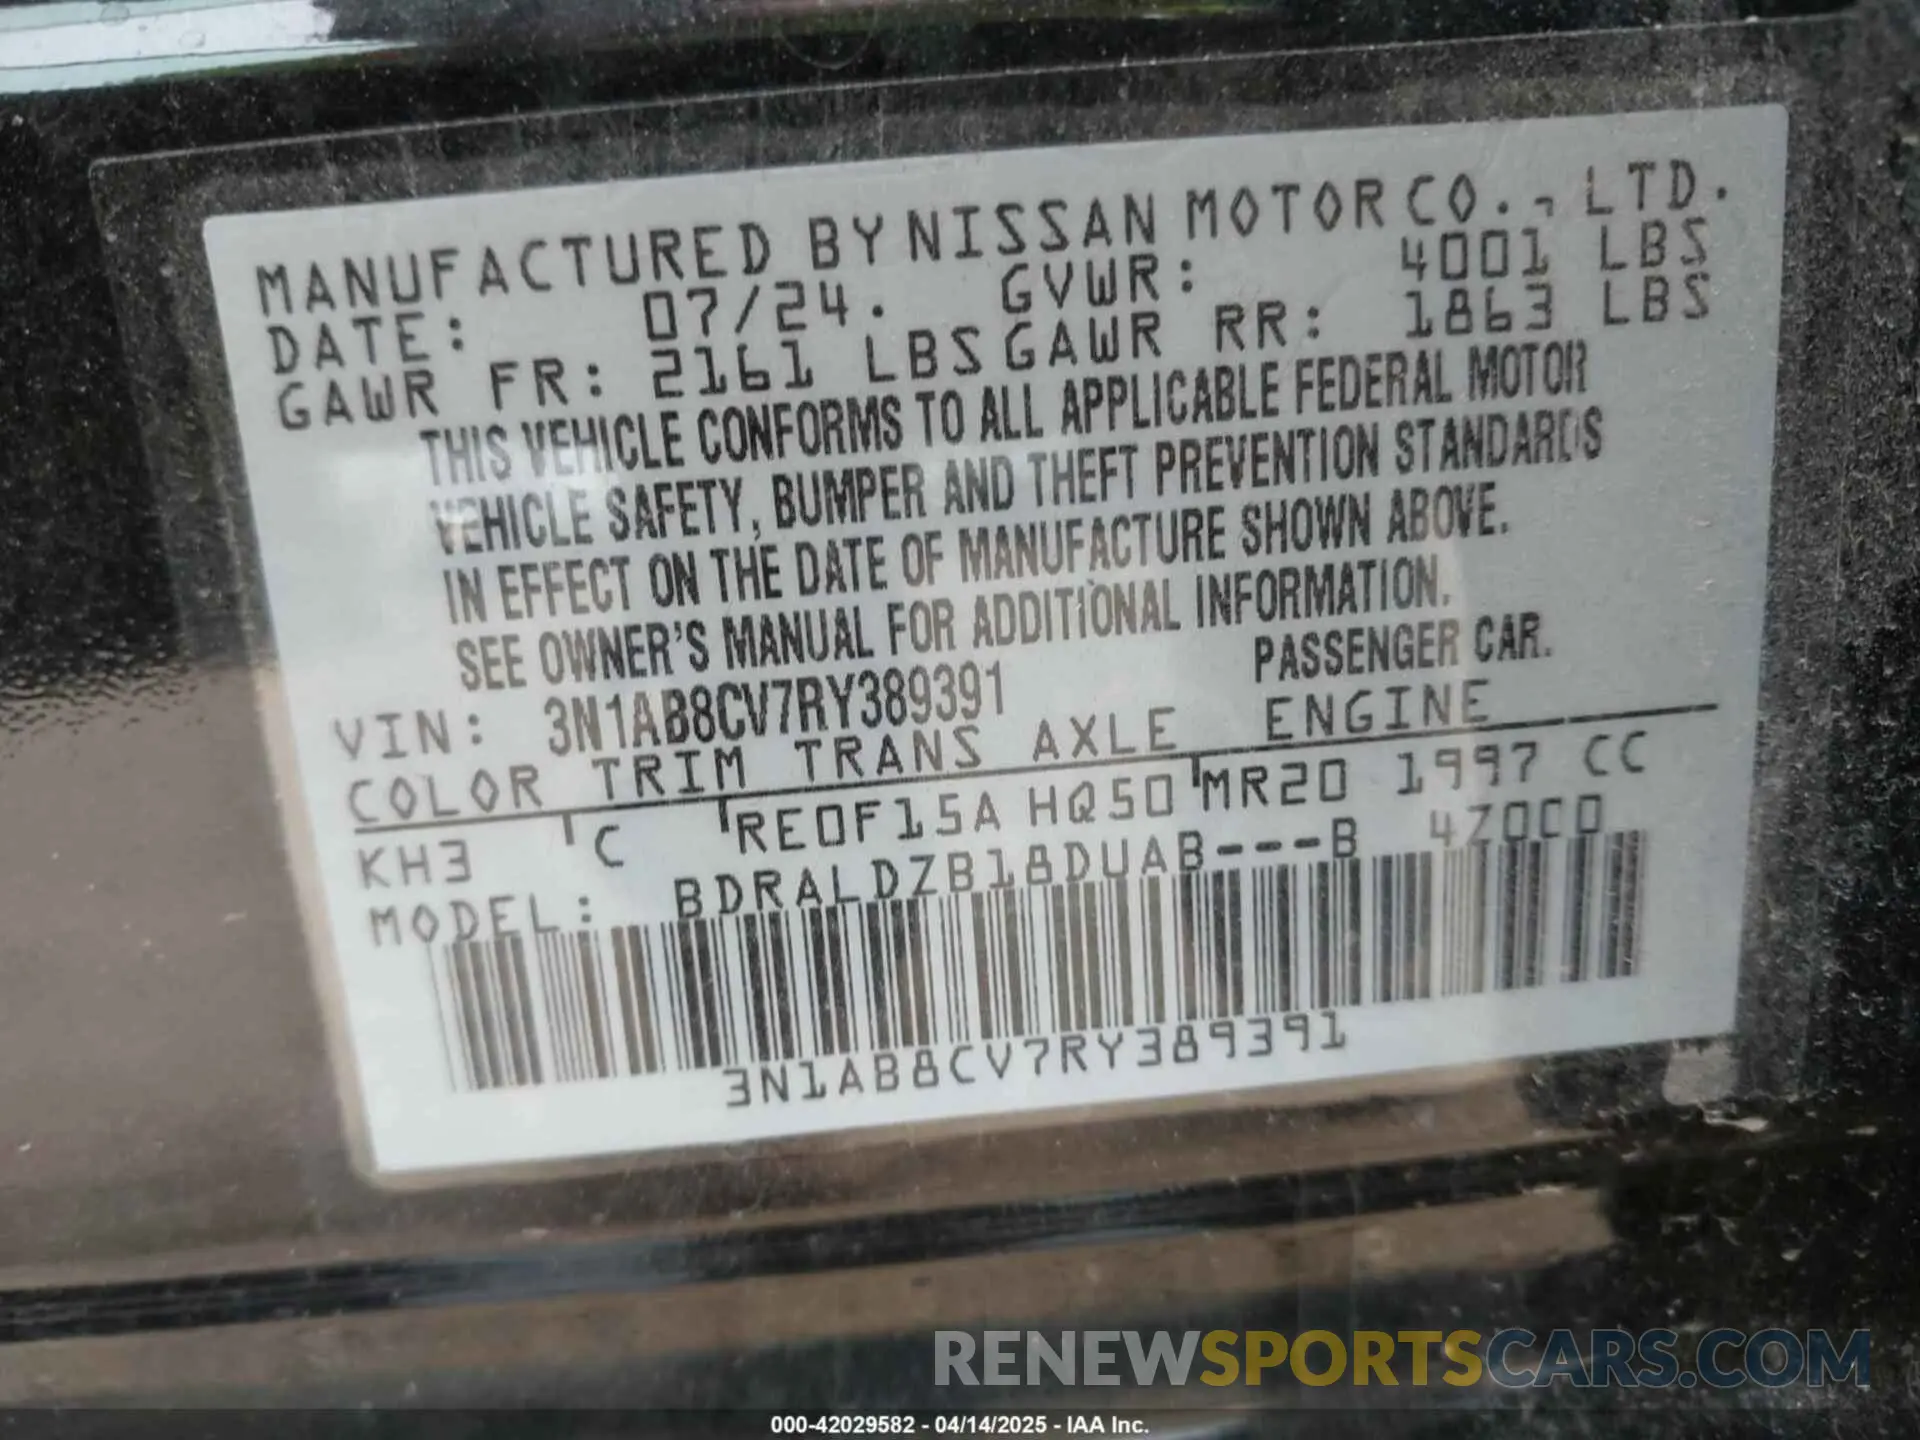 MANUFACTURED BY NISSAN MOTOR CO., LTD.
DATE: 07/24. GVWR: 4001 LBS
GAWR FR: 2161 LBS GAWR RR: 1863 LBS
THIS VEHICLE CONFORMS TO ALL APPLICABLE FEDERAL MOTOR
VEHICLE SAFETY, BUMPER AND THEFT PREVENTION STANDARDS
IN EFFECT ON THE DATE OF MANUFACTURE SHOWN ABOVE.
SEE OWNER'S MANUAL FOR ADDITIONAL INFORMATION.
VIN: 3N1AB8CV7RY389391 PASSENGER CAR.
COLOR TRIM TRANS AXLE ENGINE
KH3 C RE0F15A HQ50 MR20 1997 CC
MODEL: BDRALDZB18DUAB---B 4Z0C0
3N1AB8CV7RY389391
RENEWSPORTSCARS.COM
000-42029582 - 04/14/2025 - IAA Inc.